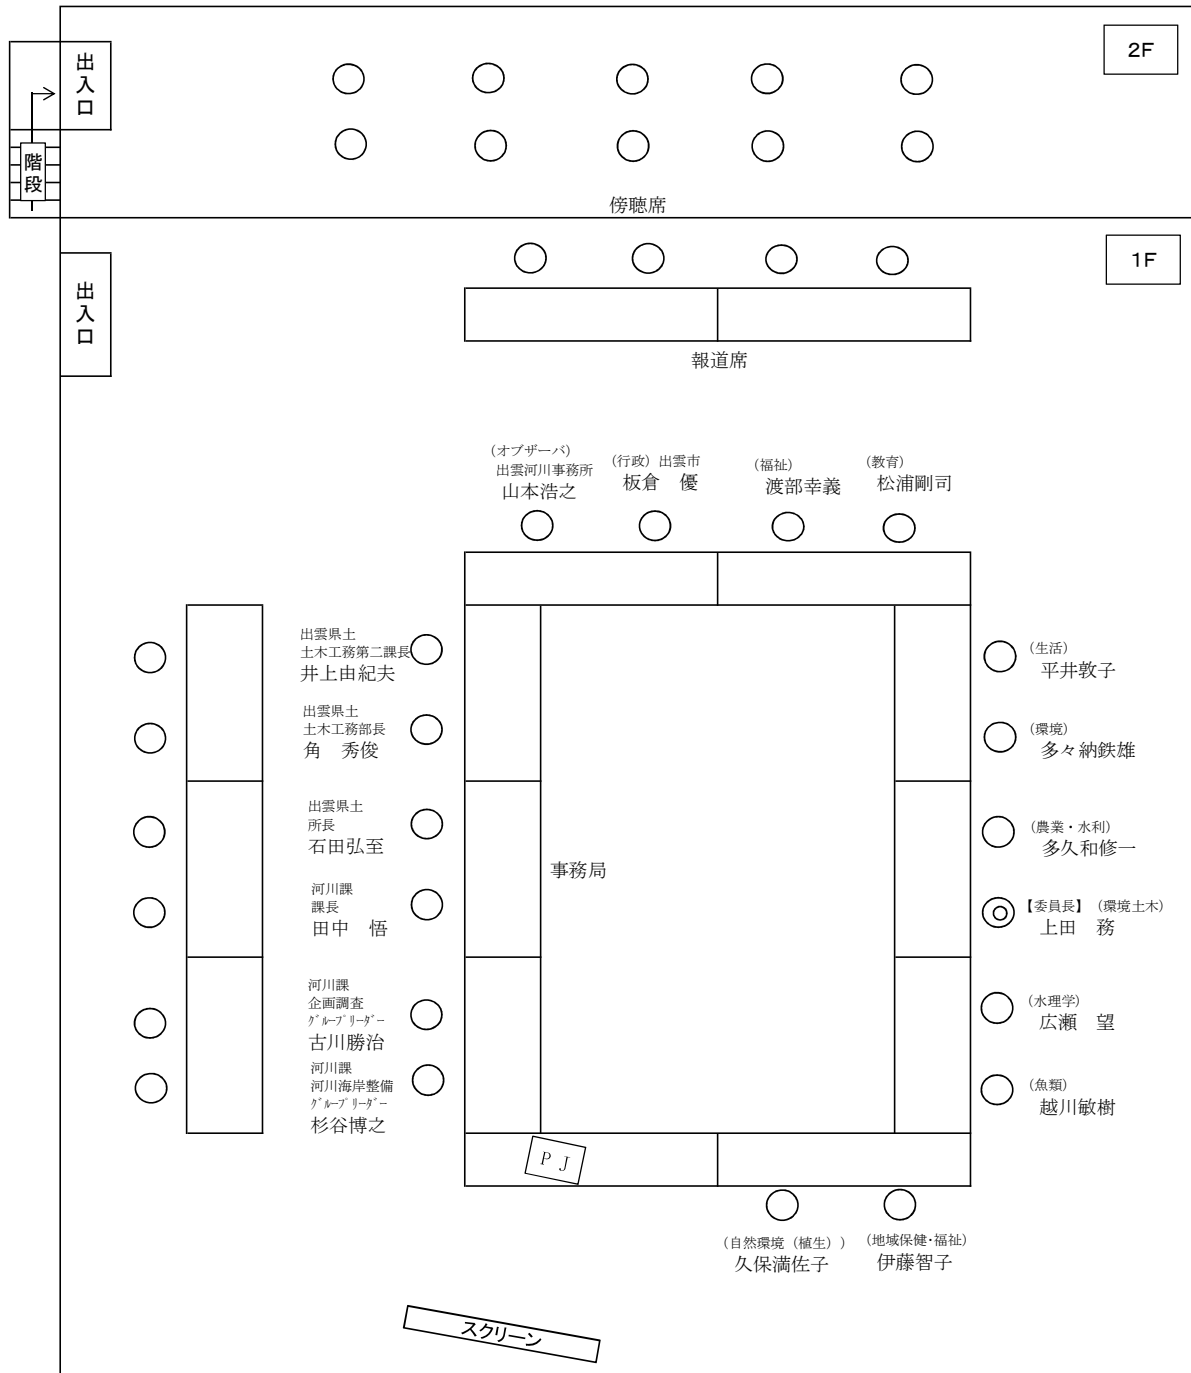 2F
出入口
階段
傍聴席
1F
出入口
報道席
(オブザーバ)
出雲河川事務所
山本浩之
(行政) 出雲市
板倉　優
(福祉)
渡部幸義
(教育)
松浦剛司
出雲県土
土木工務第二課長
井上由紀夫
出雲県土
土木工務部長
角　秀俊
出雲県土
所長
石田弘至
河川課
課長
田中　悟
河川課
企画調査
ｸﾞﾙｰﾌﾟﾘｰﾀﾞｰ
古川勝治
河川課
河川海岸整備
ｸﾞﾙｰﾌﾟﾘｰﾀﾞｰ
杉谷博之
事務局
(生活)
平井敦子
(環境)
多々納鉄雄
(農業・水利)
多久和修一
【委員長】 (環境土木)
上田　務
(水理学)
広瀬　望
(魚類)
越川敏樹
ＰＪ
(自然環境（植生）)
久保満佐子
(地域保健・福祉)
伊藤智子
スクリーン